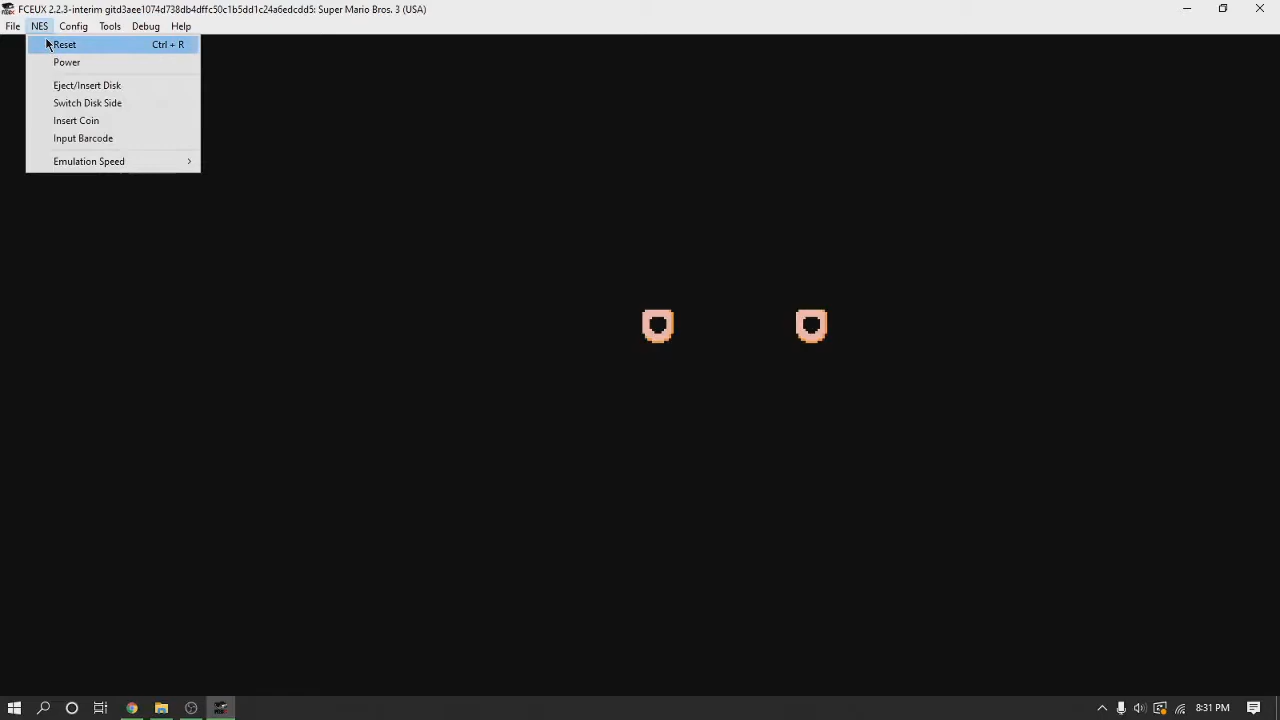 FCEUX 2.2.3-interim gitd3aee1074d738db4dffc50c1b5dd1c24a6edcdd5: Super Mario Bros. 3 (USA)
File NES Config Tools Debug Help
Reset Ctrl + R
Power
Eject/Insert Disk
Switch Disk Side
Insert Coin
Input Barcode
Emulation Speed
8:31 PM